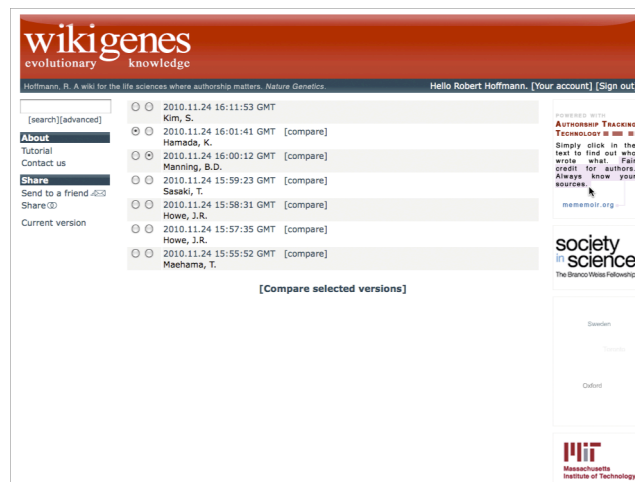 wikigenes
evolutionary knowledge
Hoffmann, R. A wiki for the life sciences where authorship matters. Nature Genetics.
Hello Robert Hoffmann. [Your account] [Sign out
[search][advanced]
About
Tutorial
Contact us
Share
Send to a friend
Share
Current version
2010.11.24 16:11:53 GMT
Kim, S.
2010.11.24 16:01:41 GMT [compare]
Hamada, K.
2010.11.24 16:00:12 GMT [compare]
Manning, B.D.
2010.11.24 15:59:23 GMT [compare]
Sasaki, T.
2010.11.24 15:58:31 GMT [compare]
Howe, J.R.
2010.11.24 15:57:35 GMT [compare]
Howe, J.R.
2010.11.24 15:55:52 GMT [compare]
Maehama, T.
[Compare selected versions]
POWERED WITH
AUTHORSHIP TRACKING
TECHNOLOGY
Simply click in the
text to find out who
wrote what. Fair
credit for authors.
Always know your
sources.
mememoir.org
society
in science
The Branco Weiss Fellowship
Sweden
Oxford
MIT
Massachusetts
Institute of Technology